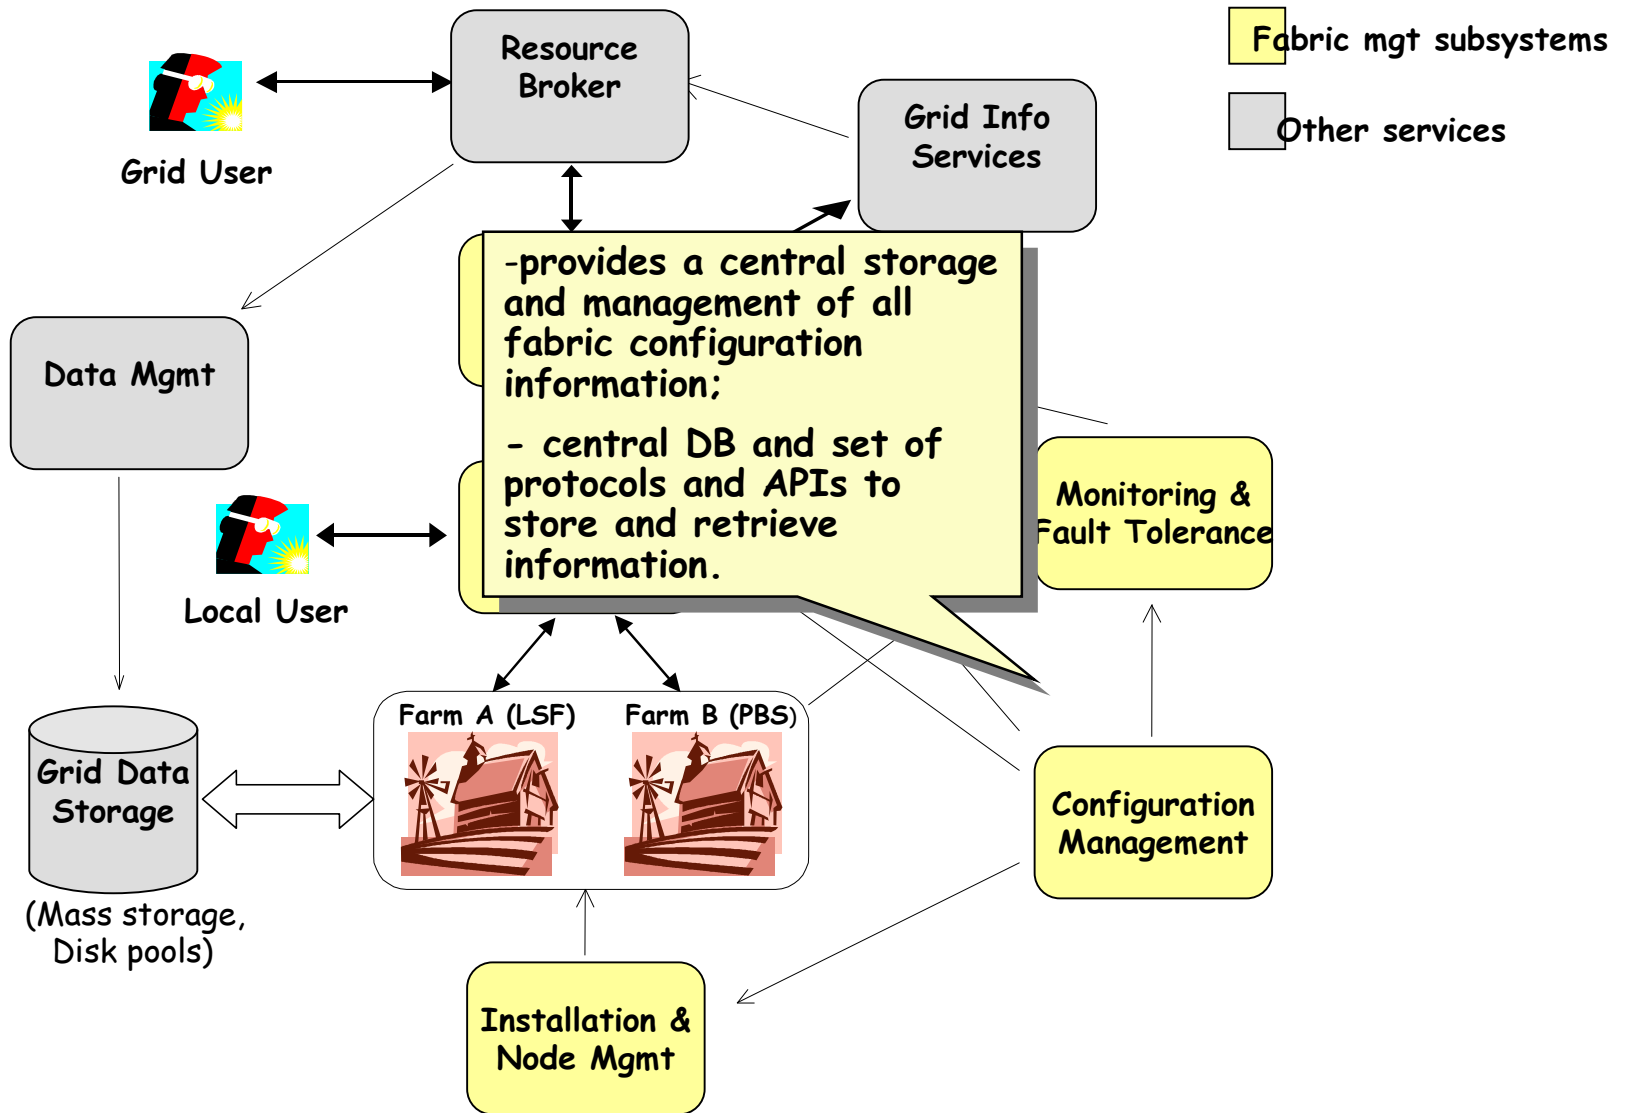 Resource
Broker
Fabric mgt subsystems
Grid Info
Services
Other services
Grid User
-provides a central storage
and management of all
fabric configuration
information;
- central DB and set of
protocols and APIs to
store and retrieve
information.
Data Mgmt
Monitoring &
Fault Tolerance
Local User
Farm A (LSF)
Farm B (PBS)
Grid Data
Storage
Configuration
Management
(Mass storage,
Disk pools)
Installation &
Node Mgmt